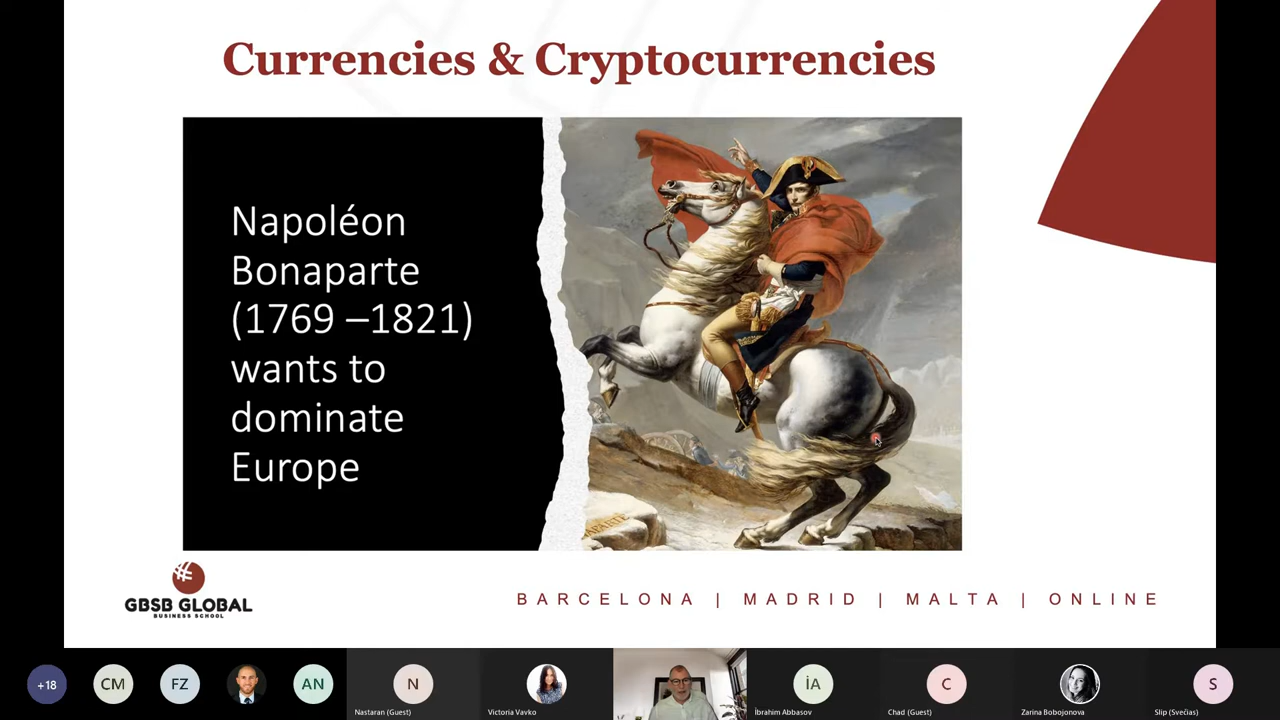 Currencies & Cryptocurrencies
Napoléon
Bonaparte
(1769 –1821)
wants to
dominate
Europe
BONAPARTE
GBSB GLOBAL
BUSINESS SCHOOL
BARCELONA | MADRID | MALTA | ONLINE
+18
CM
FZ
AN
N
İA
C
S
Nastaran (Guest)
Victoria Vavko
İbrahim Abbasov
Chad (Guest)
Zarina Bobojonova
Slip (Svečias)